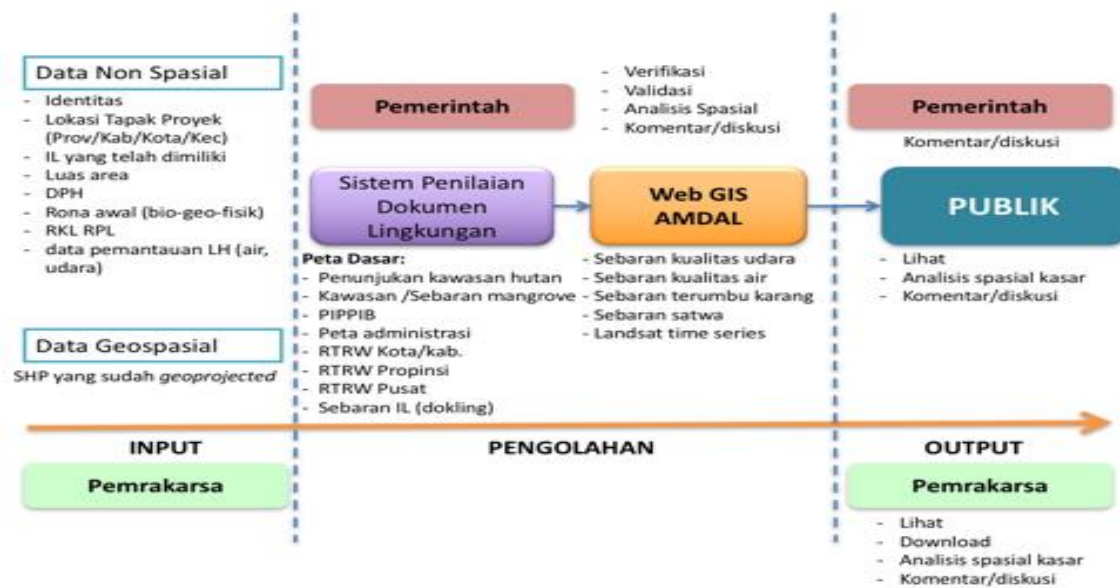 Data Non Spasial
- Identitas
- Lokasi Tapak Proyek
(Prov/Kab/Kota/Kec)
- IL yang telah dimiliki
- Luas area
- DPH
- Rona awal (bio-geo-fisik)
- RKL RPL
- data pemantauan LH (air,
udara)
Data Geospasial
SHP yang sudah geoprojected
INPUT
Pemrakarsa
Pemerintah
- Verifikasi
- Validasi
- Analisis Spasial
- Komentar/diskusi
Sistem Penilaian
Dokumen
Lingkungan
Web GIS
AMDAL
Peta Dasar:
- Penunjukan kawasan hutan
- Kawasan /Sebaran mangrove
- PIPPIB
- Peta administrasi
- RTRW Kota/kab.
- RTRW Propinsi
- RTRW Pusat
- Sebaran IL (dokling)
- Sebaran kualitas udara
- Sebaran kualitas air
- Sebaran terumbu karang
- Sebaran satwa
- Landsat time series
PENGOLAHAN
Pemerintah
Komentar/diskusi
PUBLIK
- Lihat
- Analisis spasial kasar
- Komentar/diskusi
OUTPUT
Pemrakarsa
- Lihat
- Download
- Analisis spasial kasar
- Komentar/diskusi